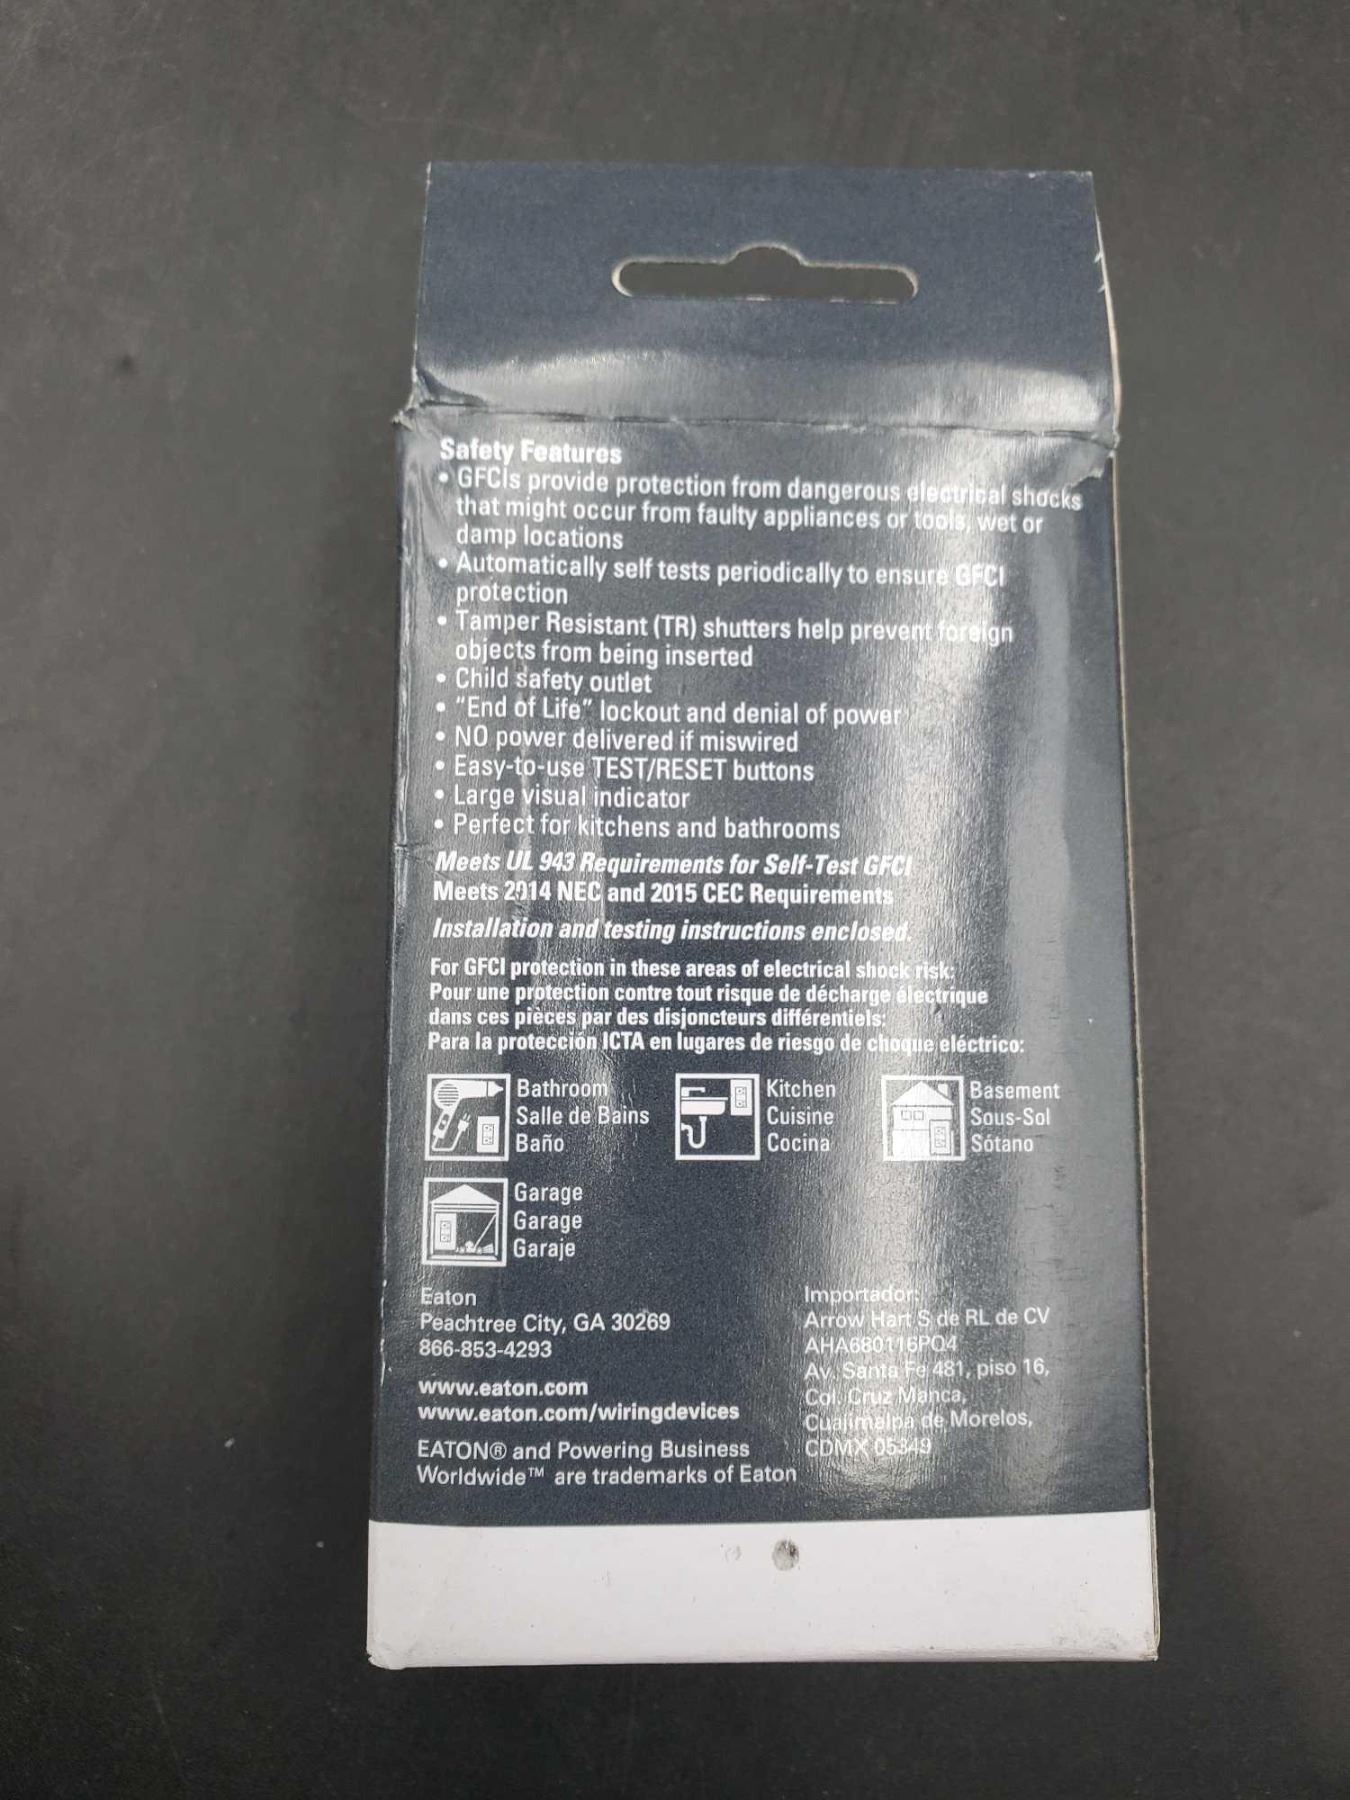 Safety Features
• GFCIs provide protection from dangerous electrical shocks
that might occur from faulty appliances or tools, wet or
damp locations
• Automatically self tests periodically to ensure GFCI
protection
• Tamper Resistant (TR) shutters help prevent foreign
objects from being inserted
• Child safety outlet
• “End of Life” lockout and denial of power
• NO power delivered if miswired
• Easy-to-use TEST/RESET buttons
• Large visual indicator
• Perfect for kitchens and bathrooms
Meets UL 943 Requirements for Self-Test GFCI
Meets 2014 NEC and 2015 CEC Requirements
Installation and testing instructions enclosed.
For GFCI protection in these areas of electrical shock risk:
Pour une protection contre tout risque de décharge électrique
dans ces pièces par des disjoncteurs différentiels:
Para la protección ICTA en lugares de riesgo de choque eléctrico:
Bathroom
Salle de Bains
Baño
Kitchen
Cuisine
Cocina
Basement
Sous-Sol
Sótano
Garage
Garage
Garaje
Eaton
Peachtree City, GA 30269
866-853-4293
www.eaton.com
www.eaton.com/wiringdevices
EATON® and Powering Business
Worldwide™ are trademarks of Eaton
Importador:
Arrow Hart S de RL de CV
AHA680116PQ4
Av. Santa Fe 481, piso 16,
Col. Cruz Manca,
Cuajimalpa de Morelos,
CDMX 05349